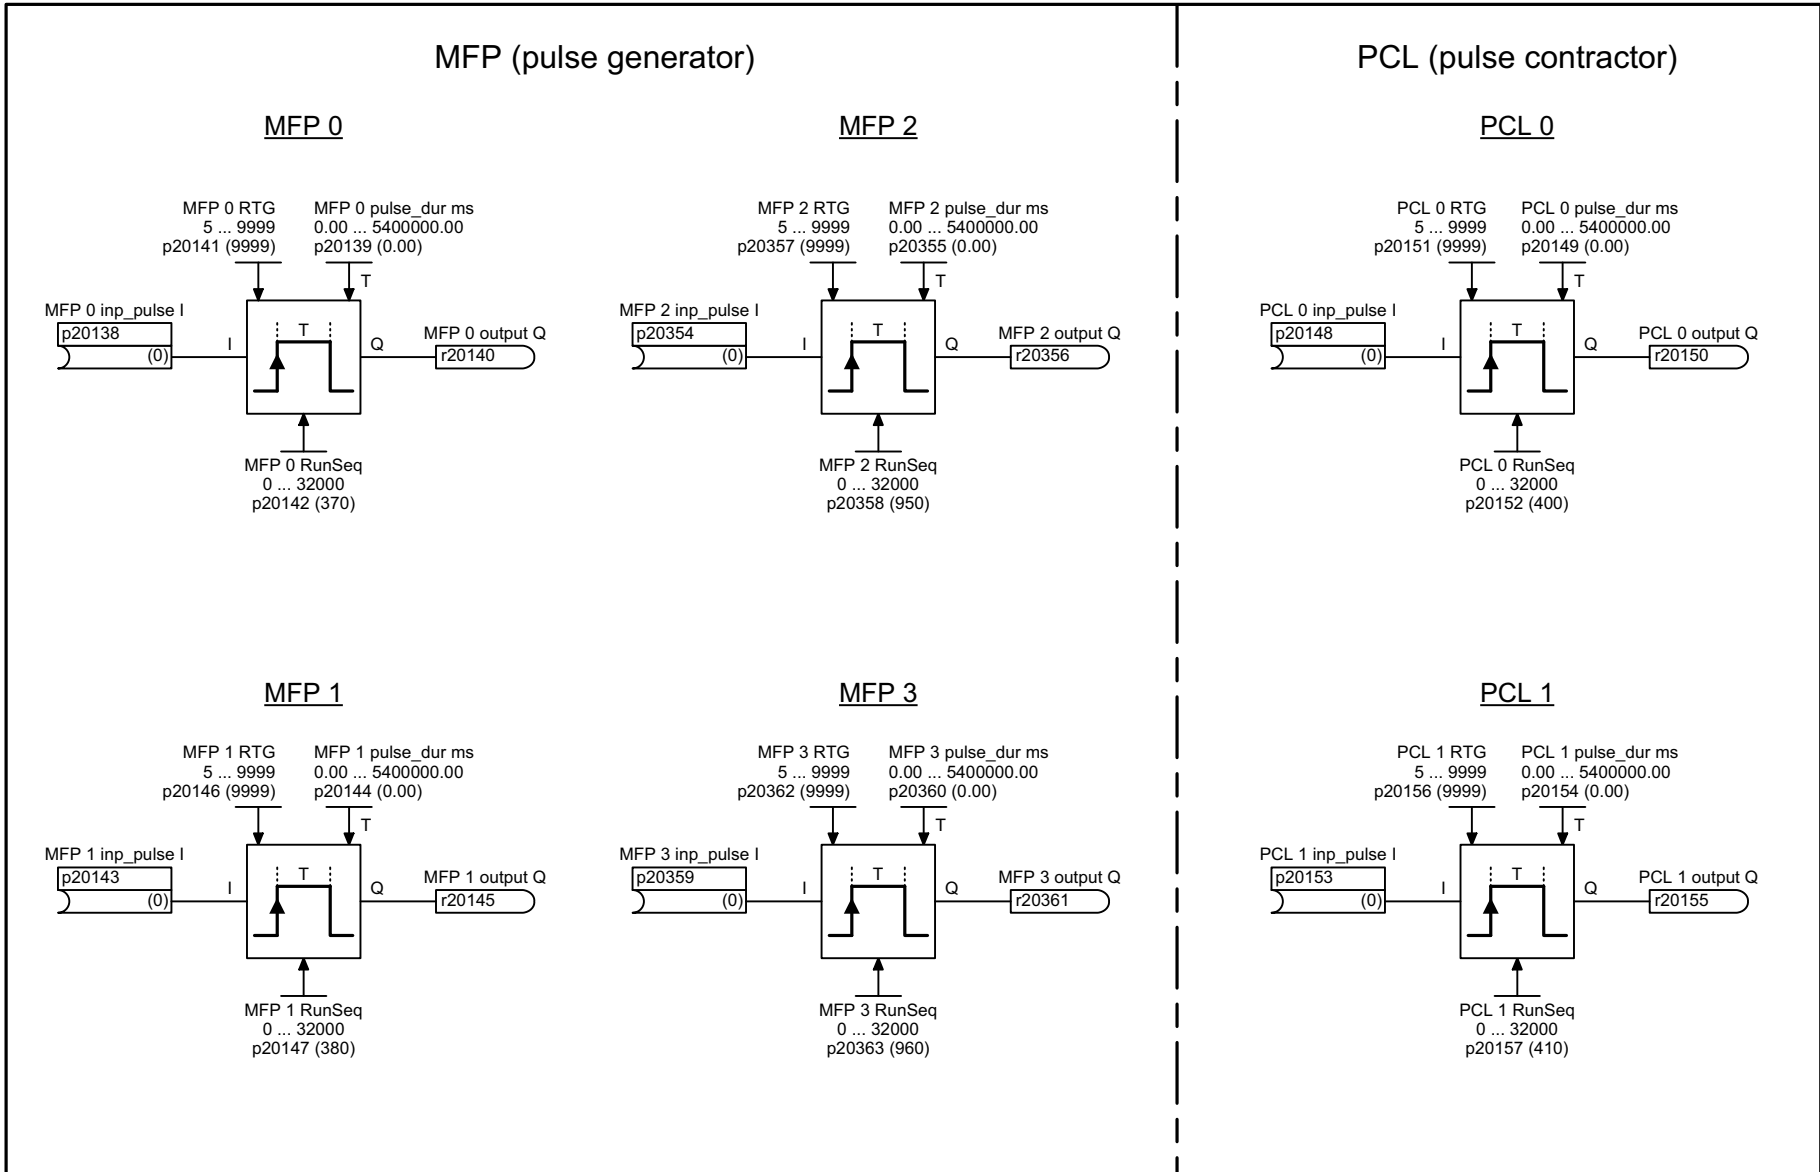 MFP (pulse generator)
PCL (pulse contractor)
MFP 0
MFP 0 RTG
5 ... 9999
p20141 (9999)
MFP 0 pulse_dur ms
0.00 ... 5400000.00
p20139 (0.00)
T
MFP 0 inp_pulse I
p20138
(0)
I
T
Q
MFP 0 output Q
r20140
MFP 0 RunSeq
0 ... 32000
p20142 (370)
MFP 2
MFP 2 RTG
5 ... 9999
p20357 (9999)
MFP 2 pulse_dur ms
0.00 ... 5400000.00
p20355 (0.00)
T
MFP 2 inp_pulse I
p20354
(0)
I
T
Q
MFP 2 output Q
r20356
MFP 2 RunSeq
0 ... 32000
p20358 (950)
PCL 0
PCL 0 RTG
5 ... 9999
p20151 (9999)
PCL 0 pulse_dur ms
0.00 ... 5400000.00
p20149 (0.00)
T
PCL 0 inp_pulse I
p20148
(0)
I
T
Q
PCL 0 output Q
r20150
PCL 0 RunSeq
0 ... 32000
p20152 (400)
MFP 1
MFP 1 RTG
5 ... 9999
p20146 (9999)
MFP 1 pulse_dur ms
0.00 ... 5400000.00
p20144 (0.00)
T
MFP 1 inp_pulse I
p20143
(0)
I
T
Q
MFP 1 output Q
r20145
MFP 1 RunSeq
0 ... 32000
p20147 (380)
MFP 3
MFP 3 RTG
5 ... 9999
p20362 (9999)
MFP 3 pulse_dur ms
0.00 ... 5400000.00
p20360 (0.00)
T
MFP 3 inp_pulse I
p20359
(0)
I
T
Q
MFP 3 output Q
r20361
MFP 3 RunSeq
0 ... 32000
p20363 (960)
PCL 1
PCL 1 RTG
5 ... 9999
p20156 (9999)
PCL 1 pulse_dur ms
0.00 ... 5400000.00
p20154 (0.00)
T
PCL 1 inp_pulse I
p20153
(0)
I
T
Q
PCL 1 output Q
r20155
PCL 1 RunSeq
0 ... 32000
p20157 (410)